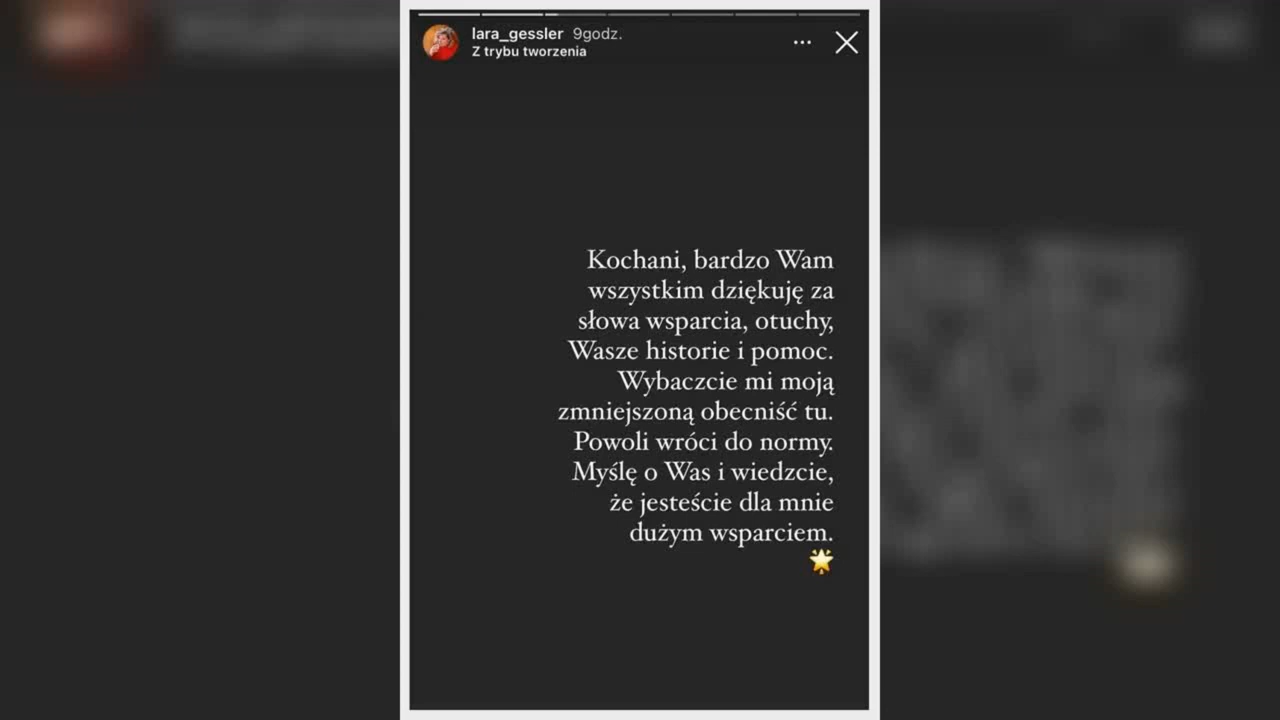 lara_gessler 9godz.
Z trybu tworzenia
Kochani, bardzo Wam
wszystkim dziękuję za
słowa wsparcia, otuchy,
Wasze historie i pomoc.
Wybaczcie mi moją
zmniejszoną obecniść tu.
Powoli wróci do normy.
Myślę o Was i wiedzcie,
że jesteście dla mnie
dużym wsparciem.